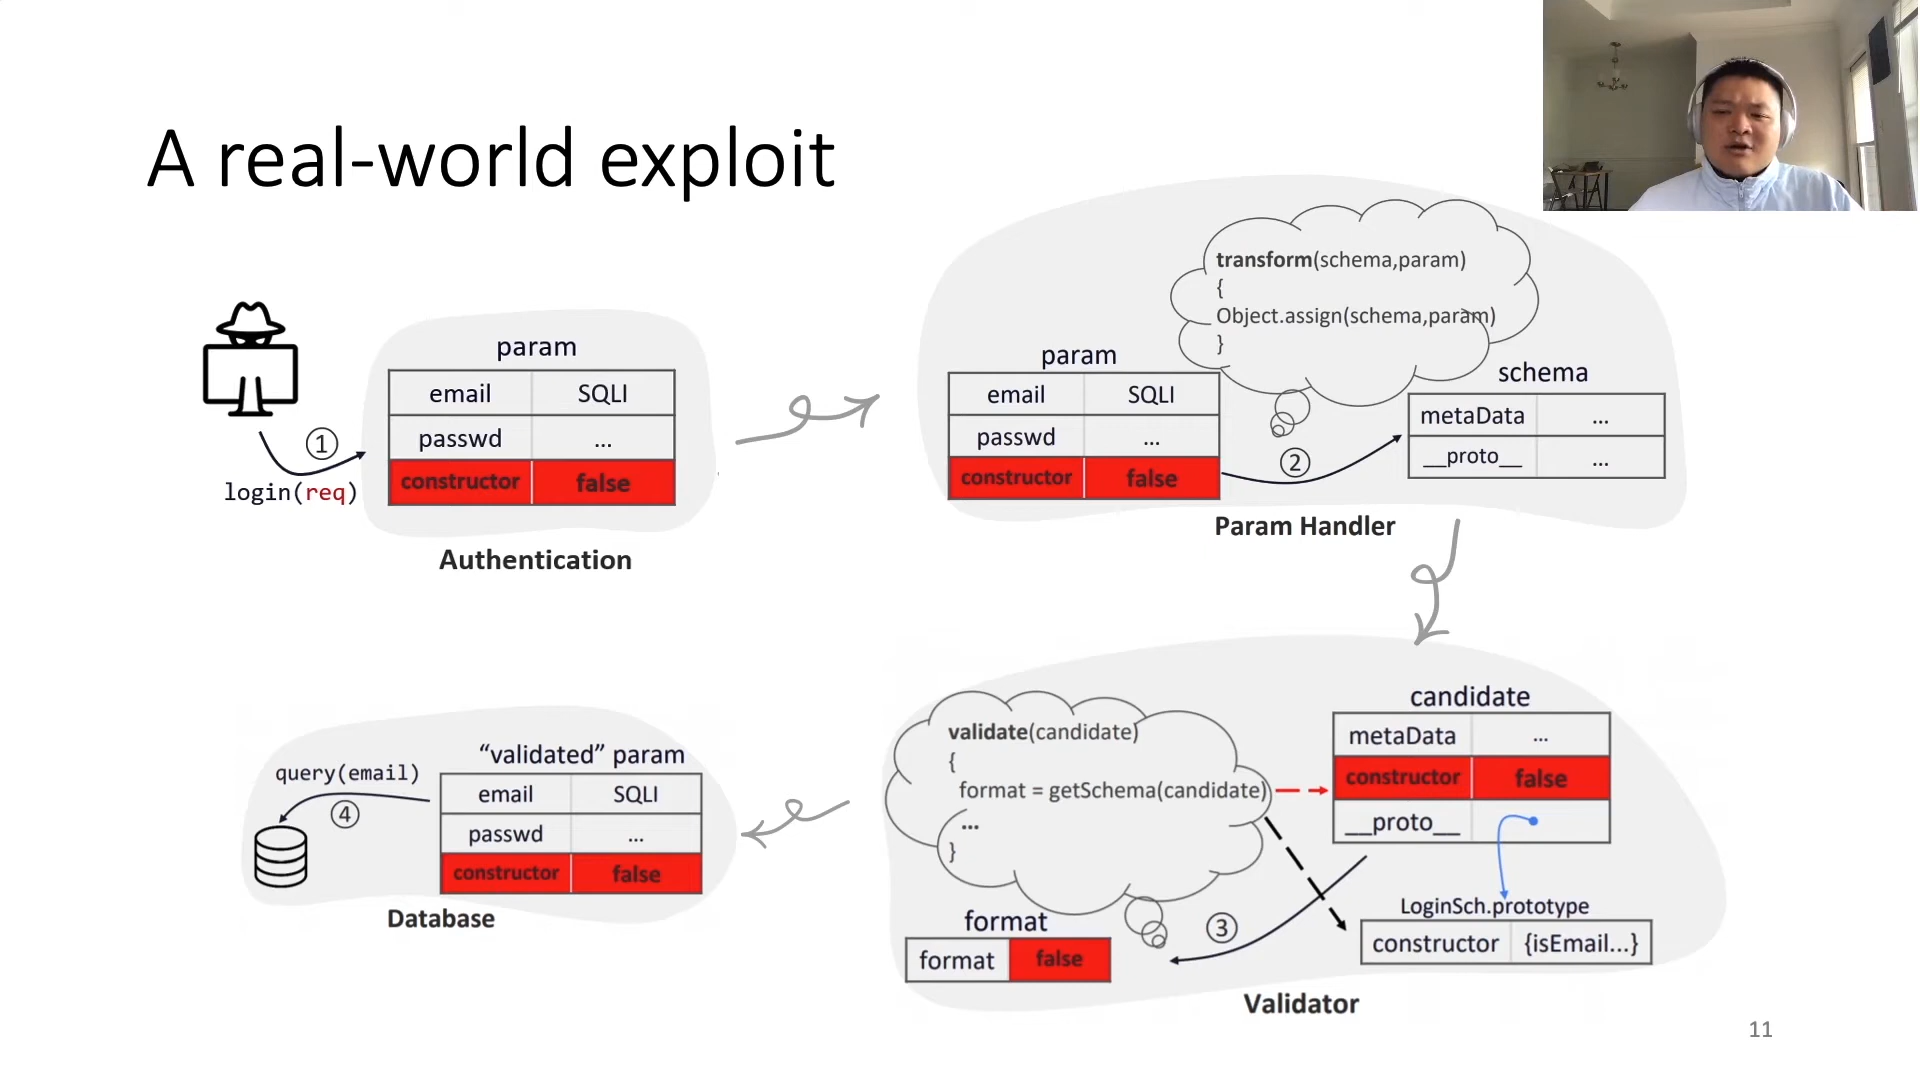 A real-world exploit
①
login(req)
param
email SQLI
passwd ...
constructor false
Authentication
transform(schema,param)
{
Object.assign(schema,param)
}
param
email SQLI
passwd ...
constructor false
②
schema
metaData ...
__proto__ ...
Param Handler
candidate
metaData ...
constructor false
__proto__
validate(candidate)
{
format = getSchema(candidate)
...
}
LoginSch.prototype
constructor {isEmail...}
③
format
format false
Validator
“validated” param
query(email)
④
email SQLI
passwd ...
constructor false
Database
11